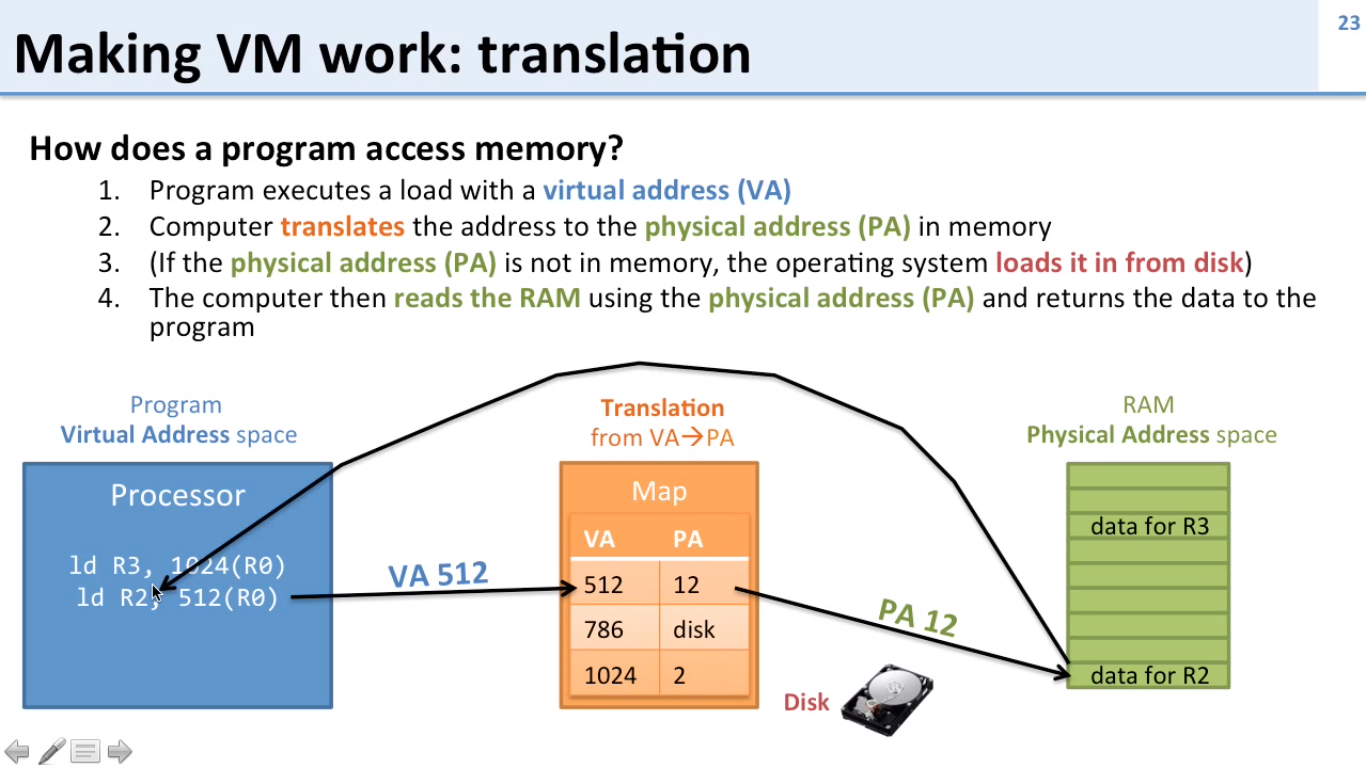 23
Making VM work: translation
How does a program access memory?
1. Program executes a load with a virtual address (VA)
2. Computer translates the address to the physical address (PA) in memory
3. (If the physical address (PA) is not in memory, the operating system loads it in from disk)
4. The computer then reads the RAM using the physical address (PA) and returns the data to the
program
Program
Virtual Address space
Processor
ld R3, 1024(R0)
ld R2, 512(R0)
VA 512
Translation
from VA→PA
Map
VA PA
512 12
786 disk
1024 2
PA 12
Disk
RAM
Physical Address space
data for R3
data for R2